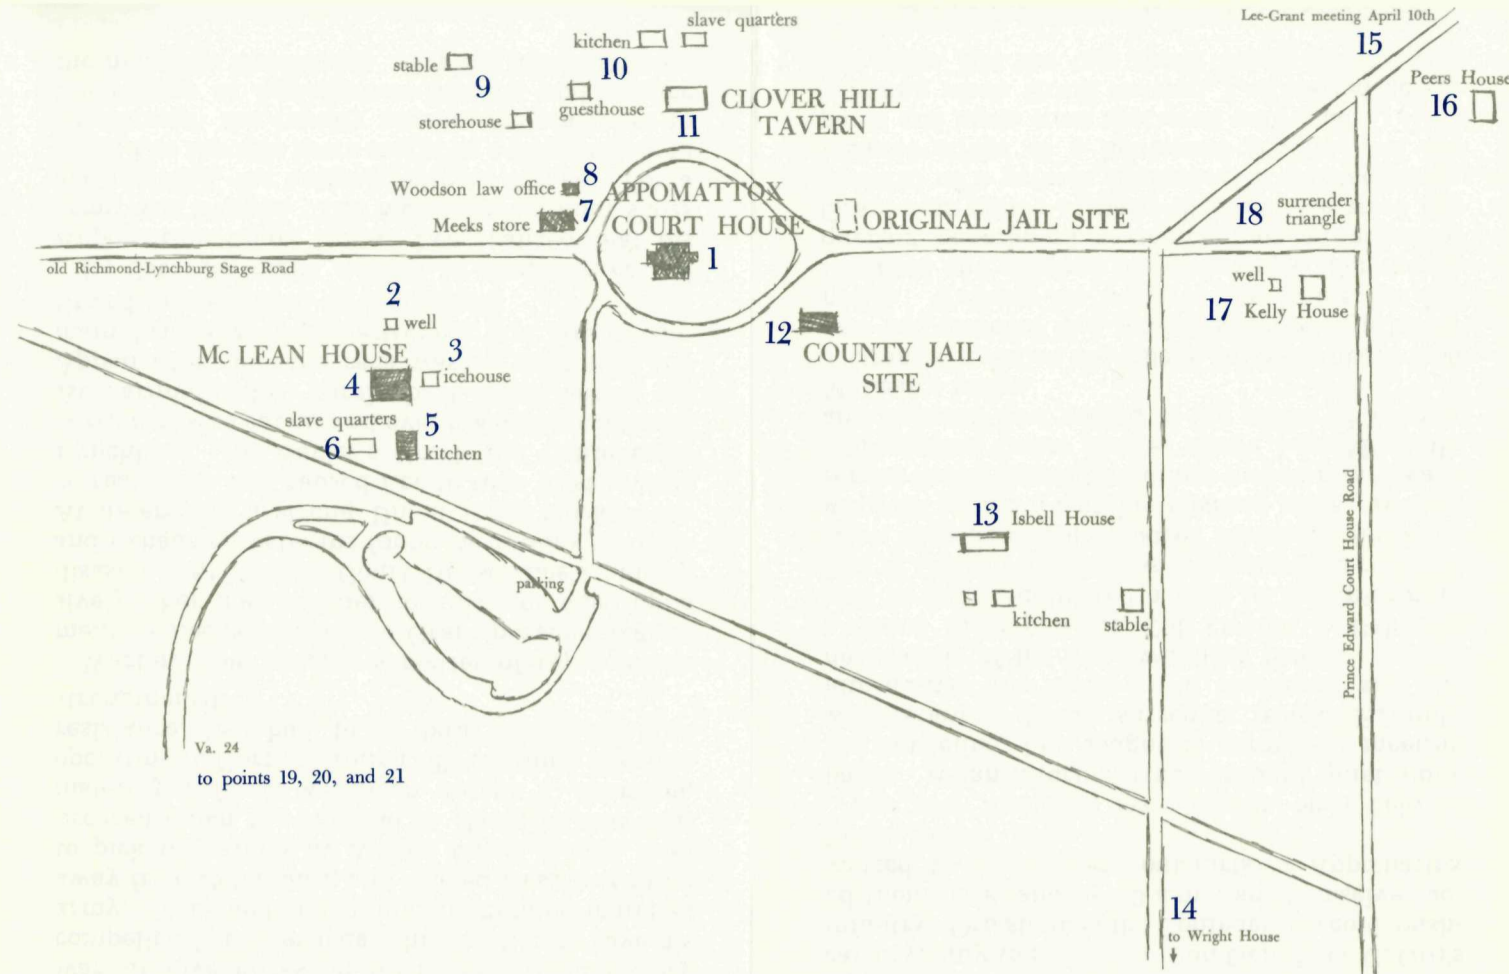 slave quarters
kitchen
Lee-Grant meeting April 10th
15
stable
9
10
Peers House
16
guesthouse
storehouse
11
CLOVER HILL
TAVERN
8
Woodson law office
7
Meeks store
APPOMATTOX
COURT HOUSE
1
ORIGINAL JAIL SITE
18
surrender
triangle
old Richmond-Lynchburg Stage Road
2
well
well
17
Kelly House
12
COUNTY JAIL
SITE
Mc LEAN HOUSE
3
icehouse
4
slave quarters
5
6
kitchen
13
Isbell House
parking
kitchen
stable
Prince Edward Court House Road
Va. 24
to points 19, 20, and 21
14
to Wright House